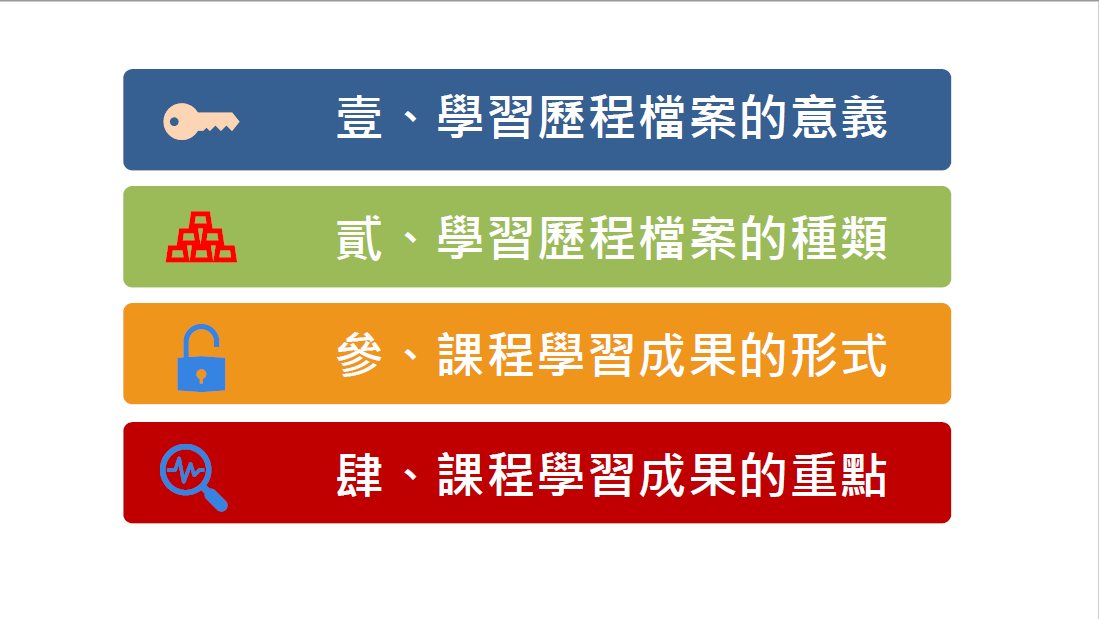 壹、學習歷程檔案的意義
貳、學習歷程檔案的種類
參、課程學習成果的形式
肆、課程學習成果的重點